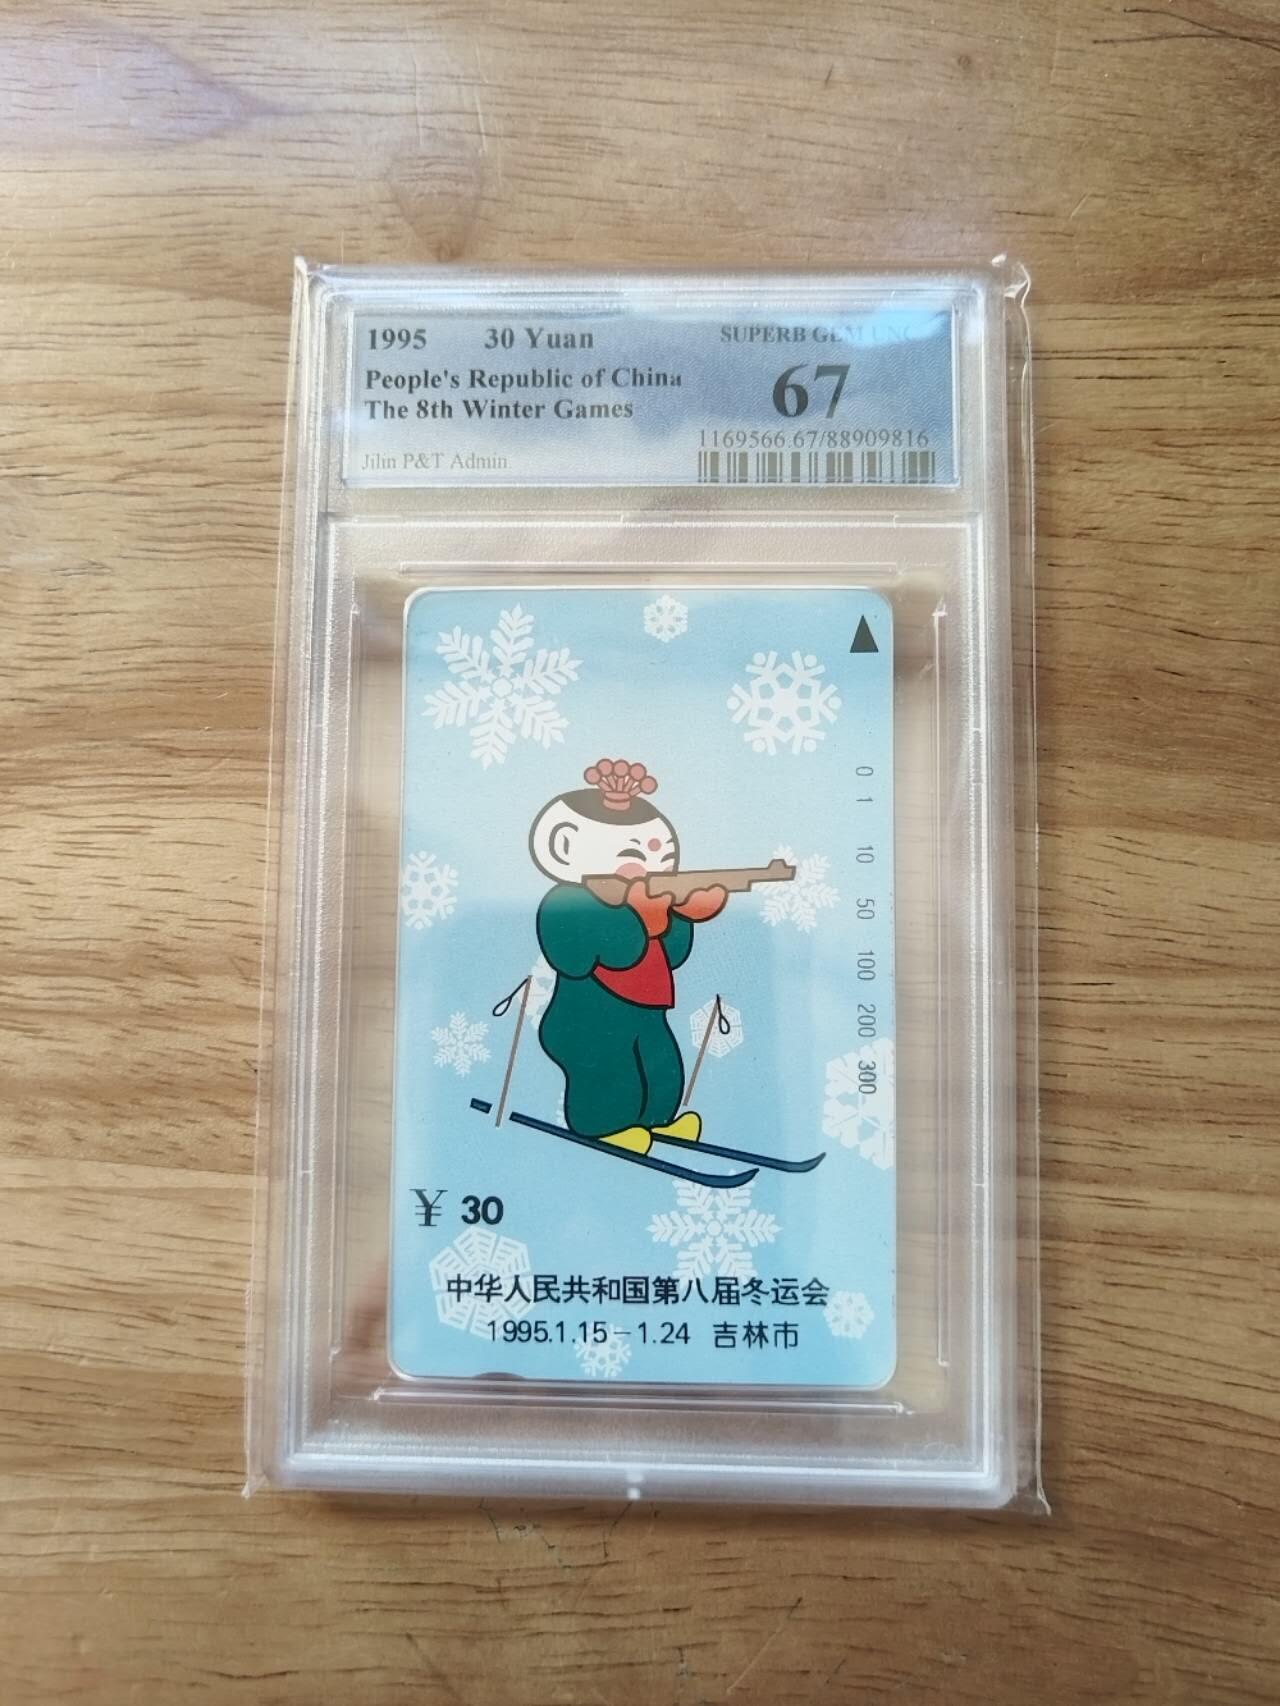 1995 30 Yuan
People's Republic of China
The 8th Winter Games
Jilin P&T Admin
SUPERB GEM UNC
67
1169566.67/88909816
0
1
10
50
100
200
300
¥ 30
中华人民共和国第八届冬运会
1995.1.15-1.24 吉林市